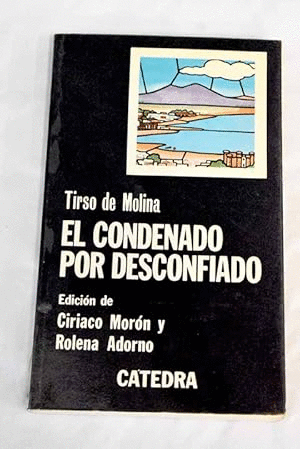 Tirso de Molina
EL CONDENADO
POR DESCONFIADO
Edición de
Ciriaco Morón y
Rolena Adorno
CATEDRA